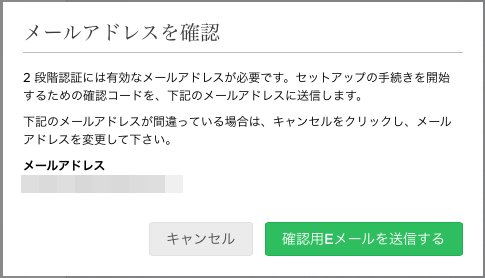 メールアドレスを確認
2 段階認証には有効なメールアドレスが必要です。セットアップの手続きを開始
するための確認コードを、下記のメールアドレスに送信します。
下記のメールアドレスが間違っている場合は、キャンセルをクリックし、メール
アドレスを変更して下さい。
メールアドレス
キャンセル
確認用Eメールを送信する